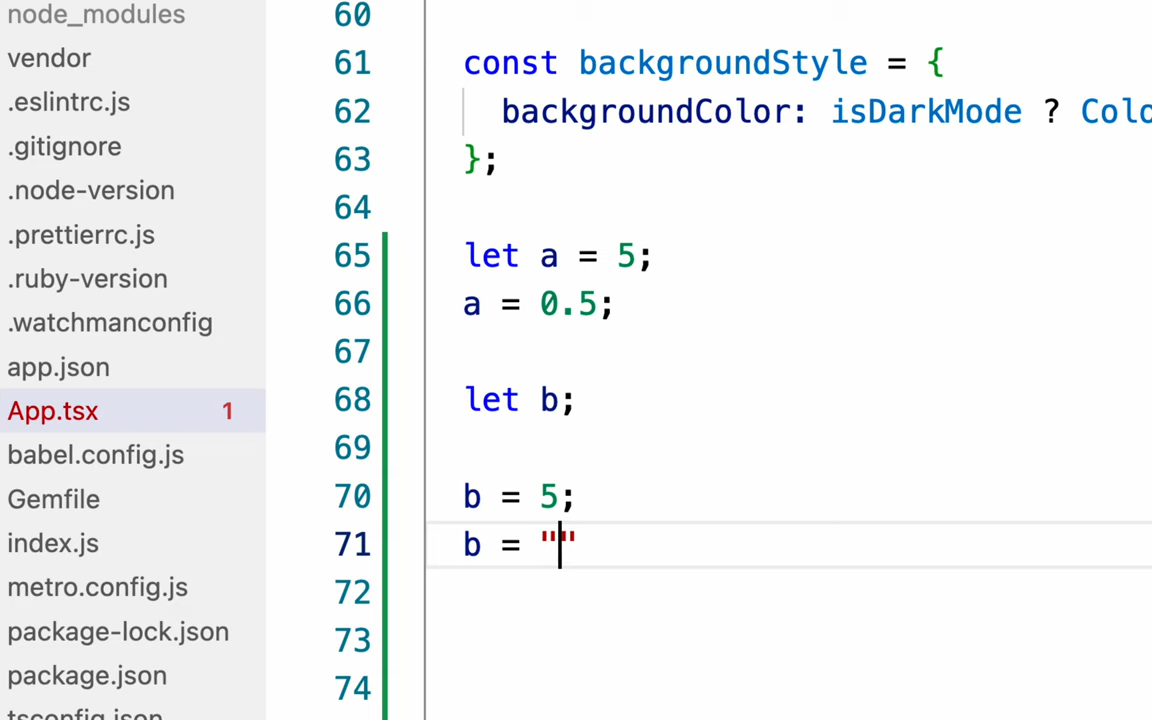 node_modules
vendor
.eslintrc.js
.gitignore
.node-version
.prettierrc.js
.ruby-version
.watchmanconfig
app.json
App.tsx 1
babel.config.js
Gemfile
index.js
metro.config.js
package-lock.json
package.json
tsconfig.json
60
61 const backgroundStyle = {
62 backgroundColor: isDarkMode ? Colo
63 };
64
65 let a = 5;
66 a = 0.5;
67
68 let b;
69
70 b = 5;
71 b = ""
72
73
74